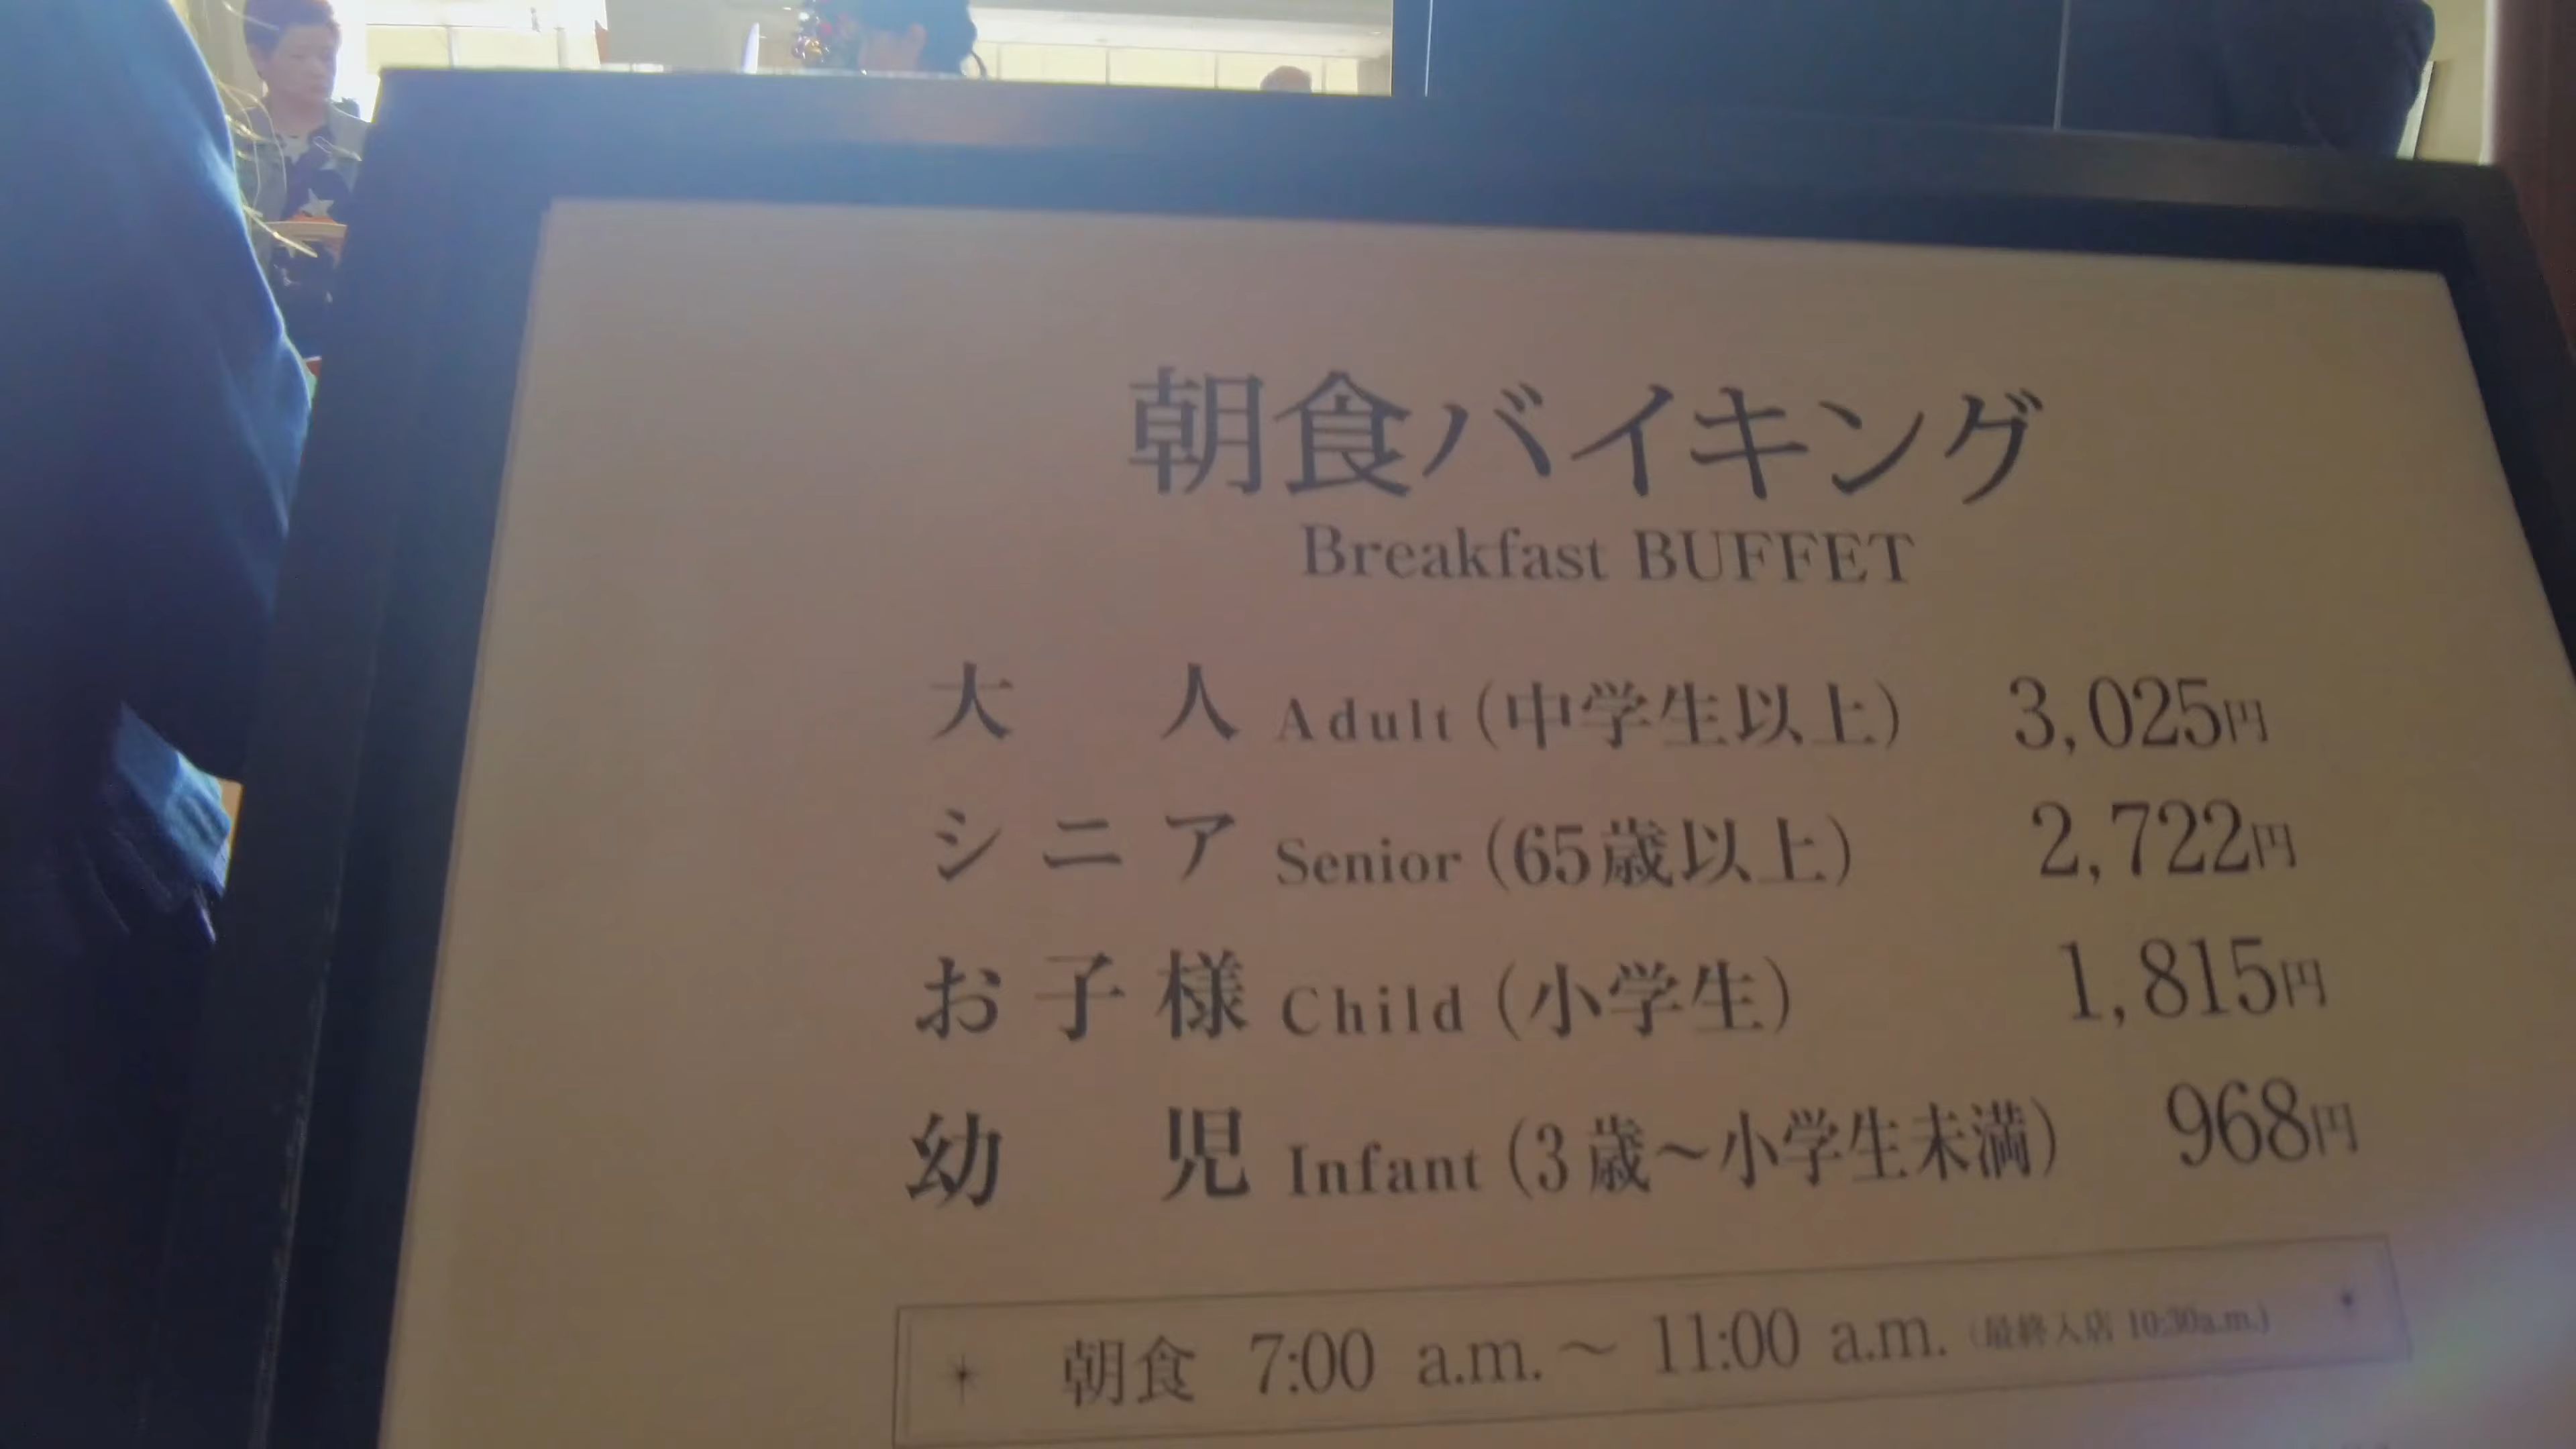 朝食バイキング
Breakfast BUFFET
大人 Adult (中学生以上) 3,025円
シニア Senior (65歳以上) 2,722円
お子様 Child (小学生) 1,815円
幼児 Infant (3歳～小学生未満) 968円
朝食 7:00 a.m.～11:00 a.m. (最終入店 10:30a.m.)